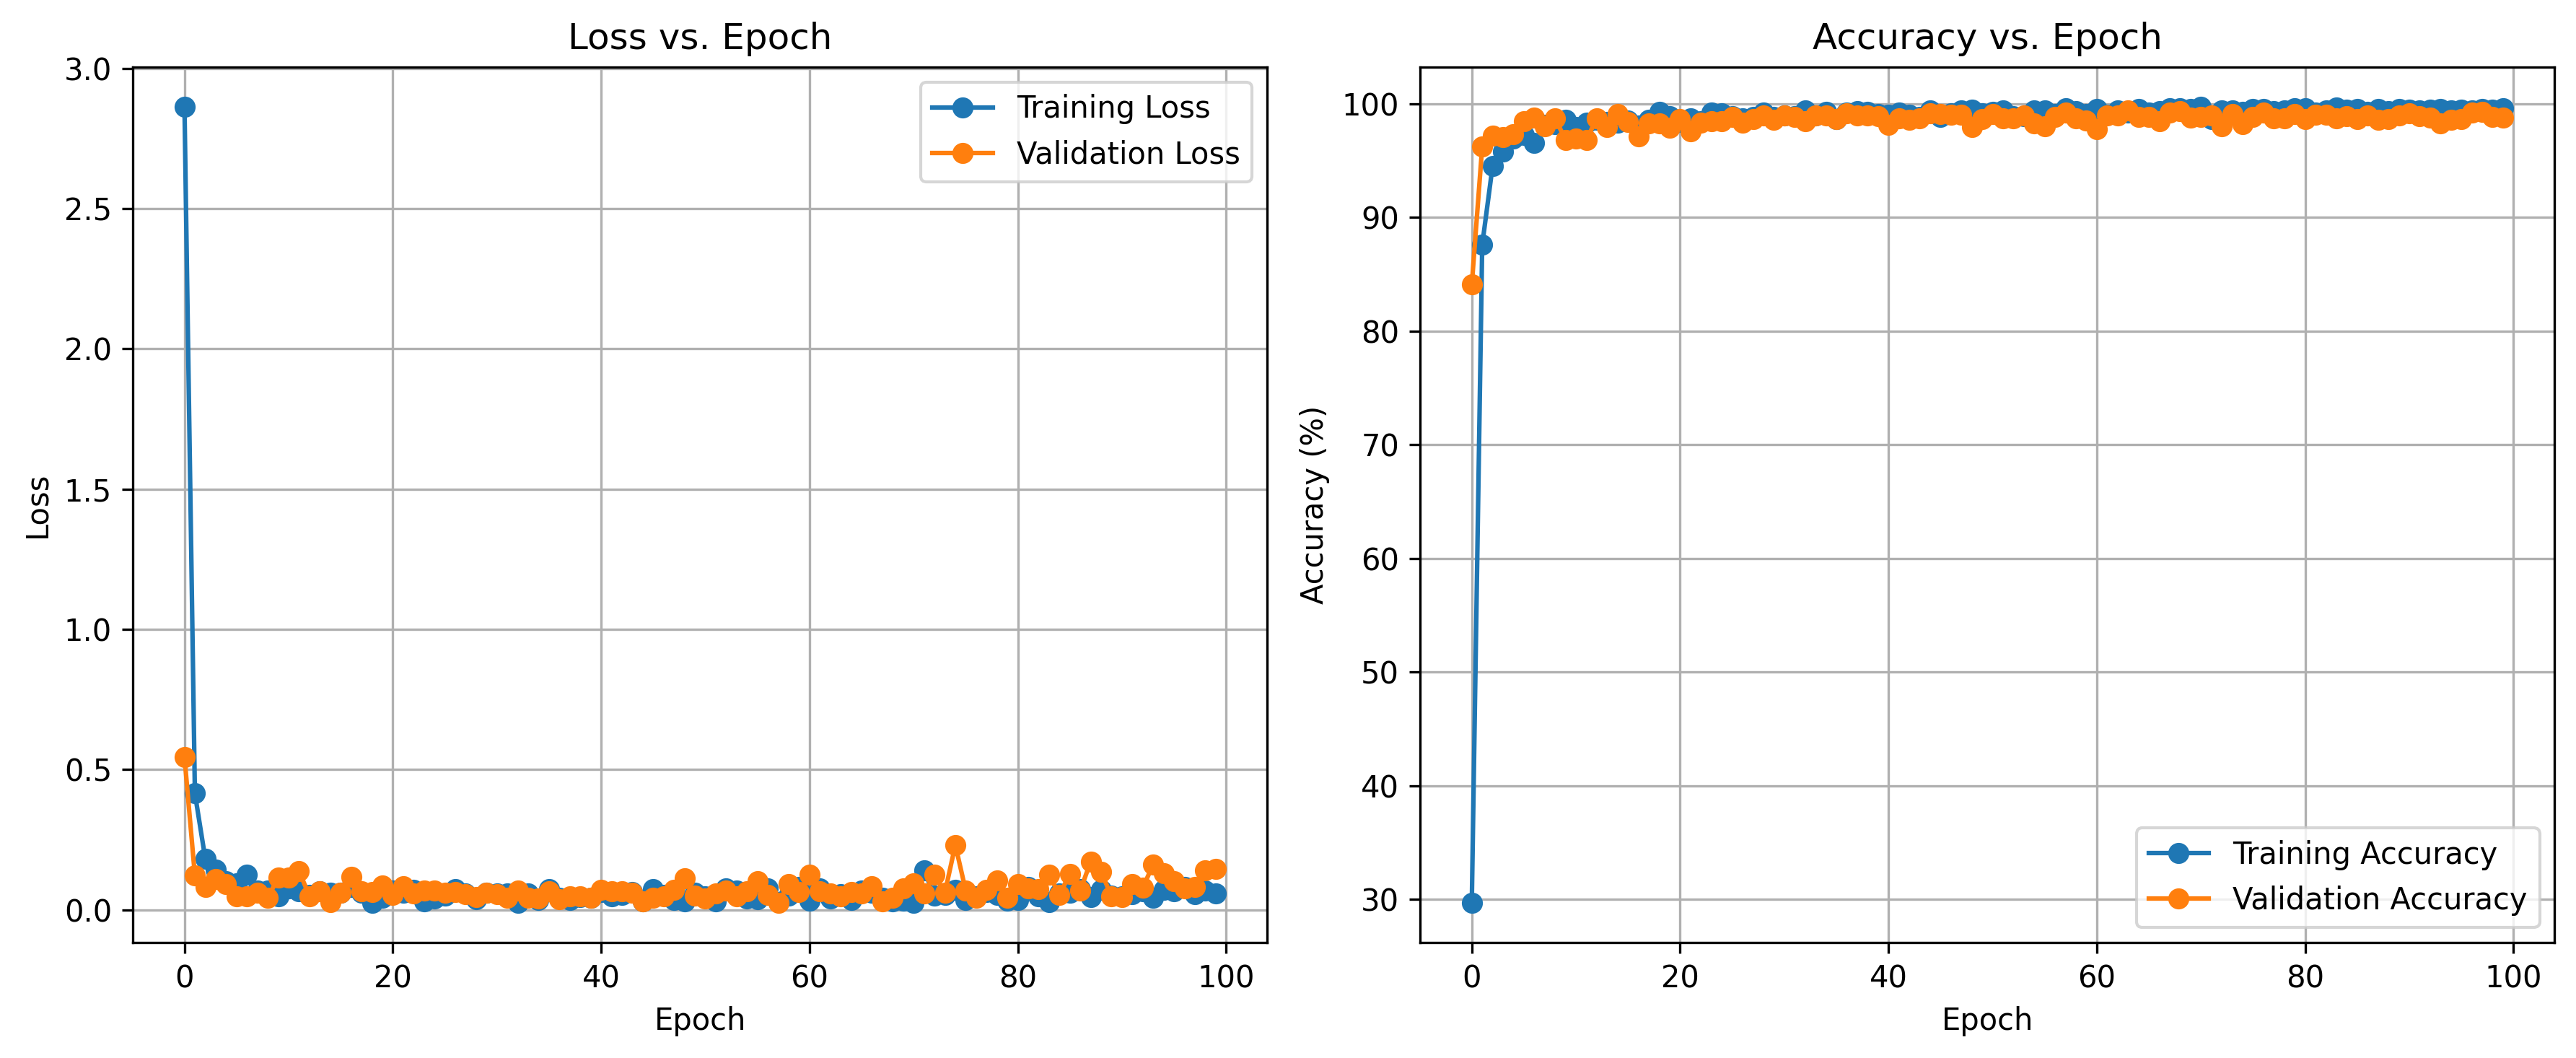 Loss vs. Epoch
3.0
2.5
2.0
1.5
1.0
0.5
0.0
Loss
0 20 40 60 80 100
Epoch
Training Loss
Validation Loss
Accuracy vs. Epoch
100
90
80
70
60
50
40
30
Accuracy (%)
0 20 40 60 80 100
Epoch
Training Accuracy
Validation Accuracy